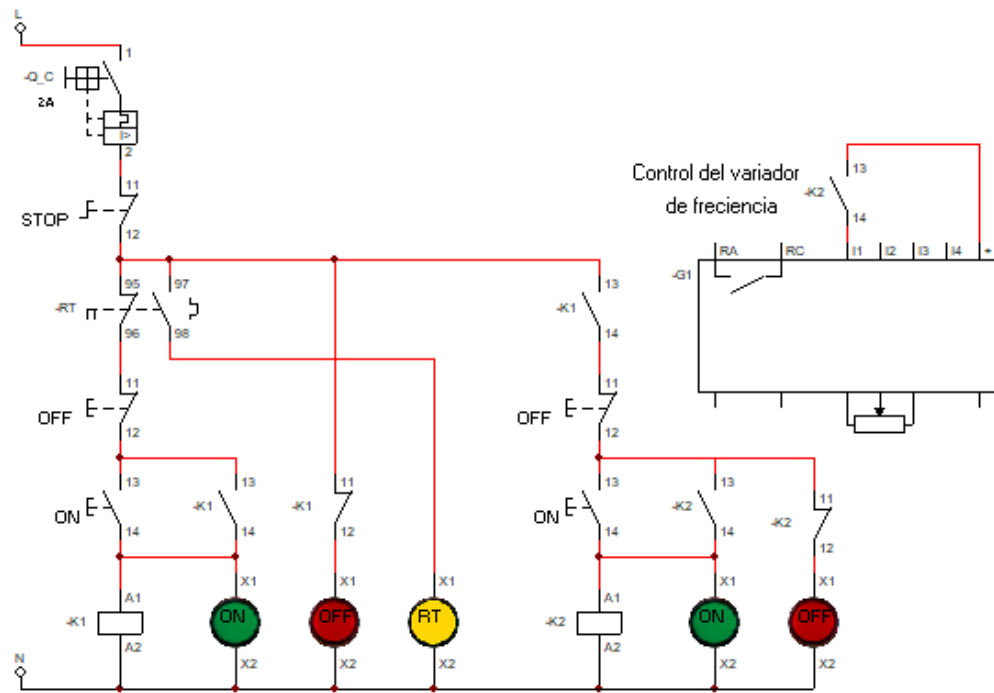 L
1
-Q_C
2A
I>
2
11
STOP
12
Control del variador
de freciencia
13
-K2
14
RA RC I1 I2 I3 I4 +
-G1
95 97
-RT
96 98
13
-K1
14
11
OFF
12
11
OFF
12
13 13 11
ON -K1 -K1
14 14 12
13 13 11
ON -K2 -K2
14 14 12
A1 X1 X1 X1
-K1 ON OFF RT
A2 X2 X2 X2
A1 X1 X1
-K2 ON OFF
A2 X2 X2
N